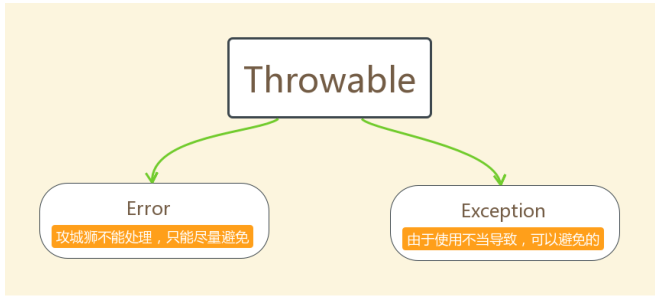 Throwable
Error
攻城狮不能处理，只能尽量避免
Exception
由于使用不当导致，可以避免的